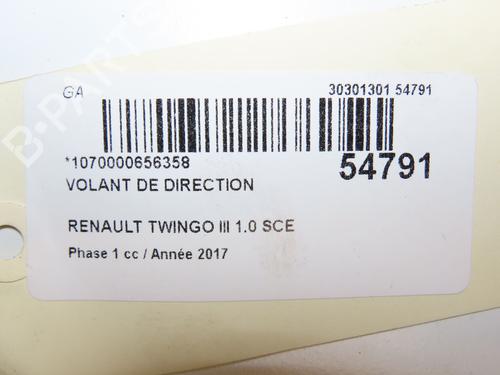 GA
30301301 54791
*1070000656358
54791
VOLANT DE DIRECTION
RENAULT TWINGO III 1.0 SCE
Phase 1 cc / Année 2017
B-PARTS